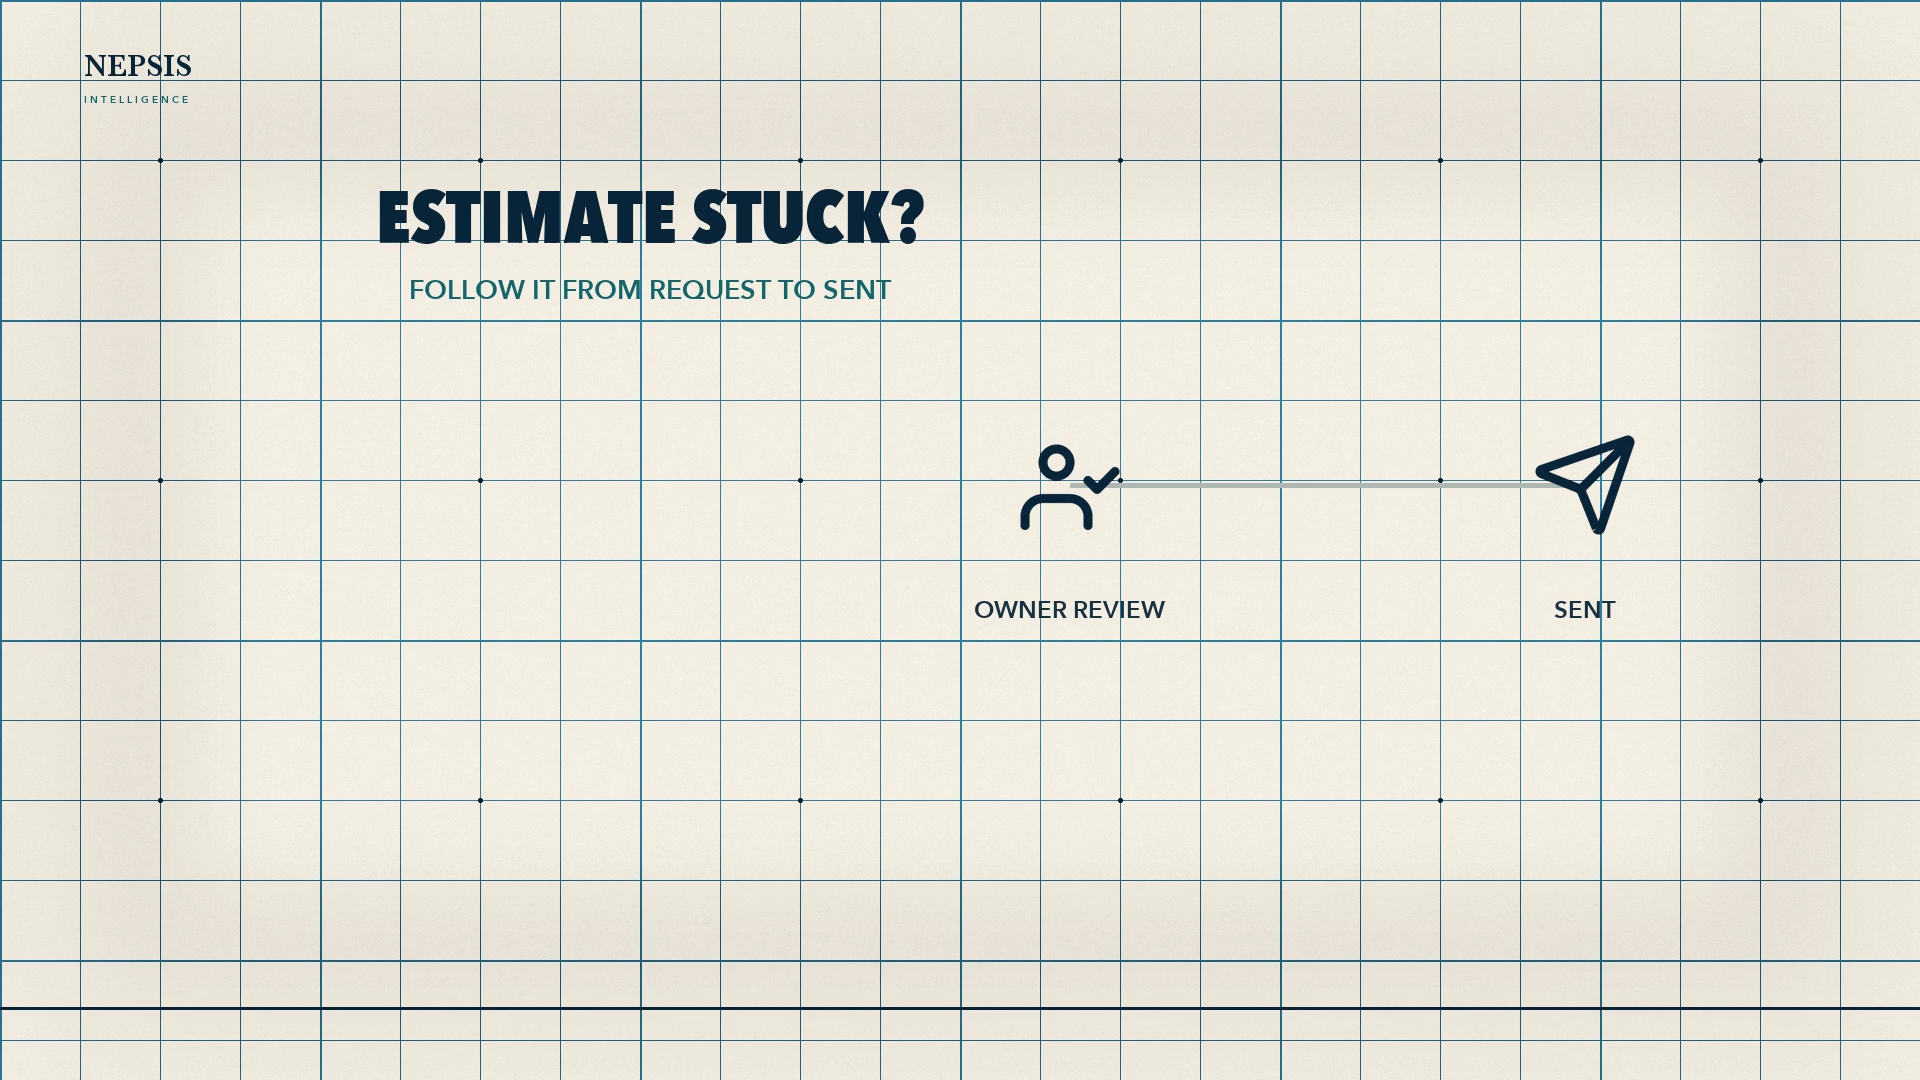 NEPSIS
INTELLIGENCE
ESTIMATE STUCK?
FOLLOW IT FROM REQUEST TO SENT
OWNER REVIEW
SENT